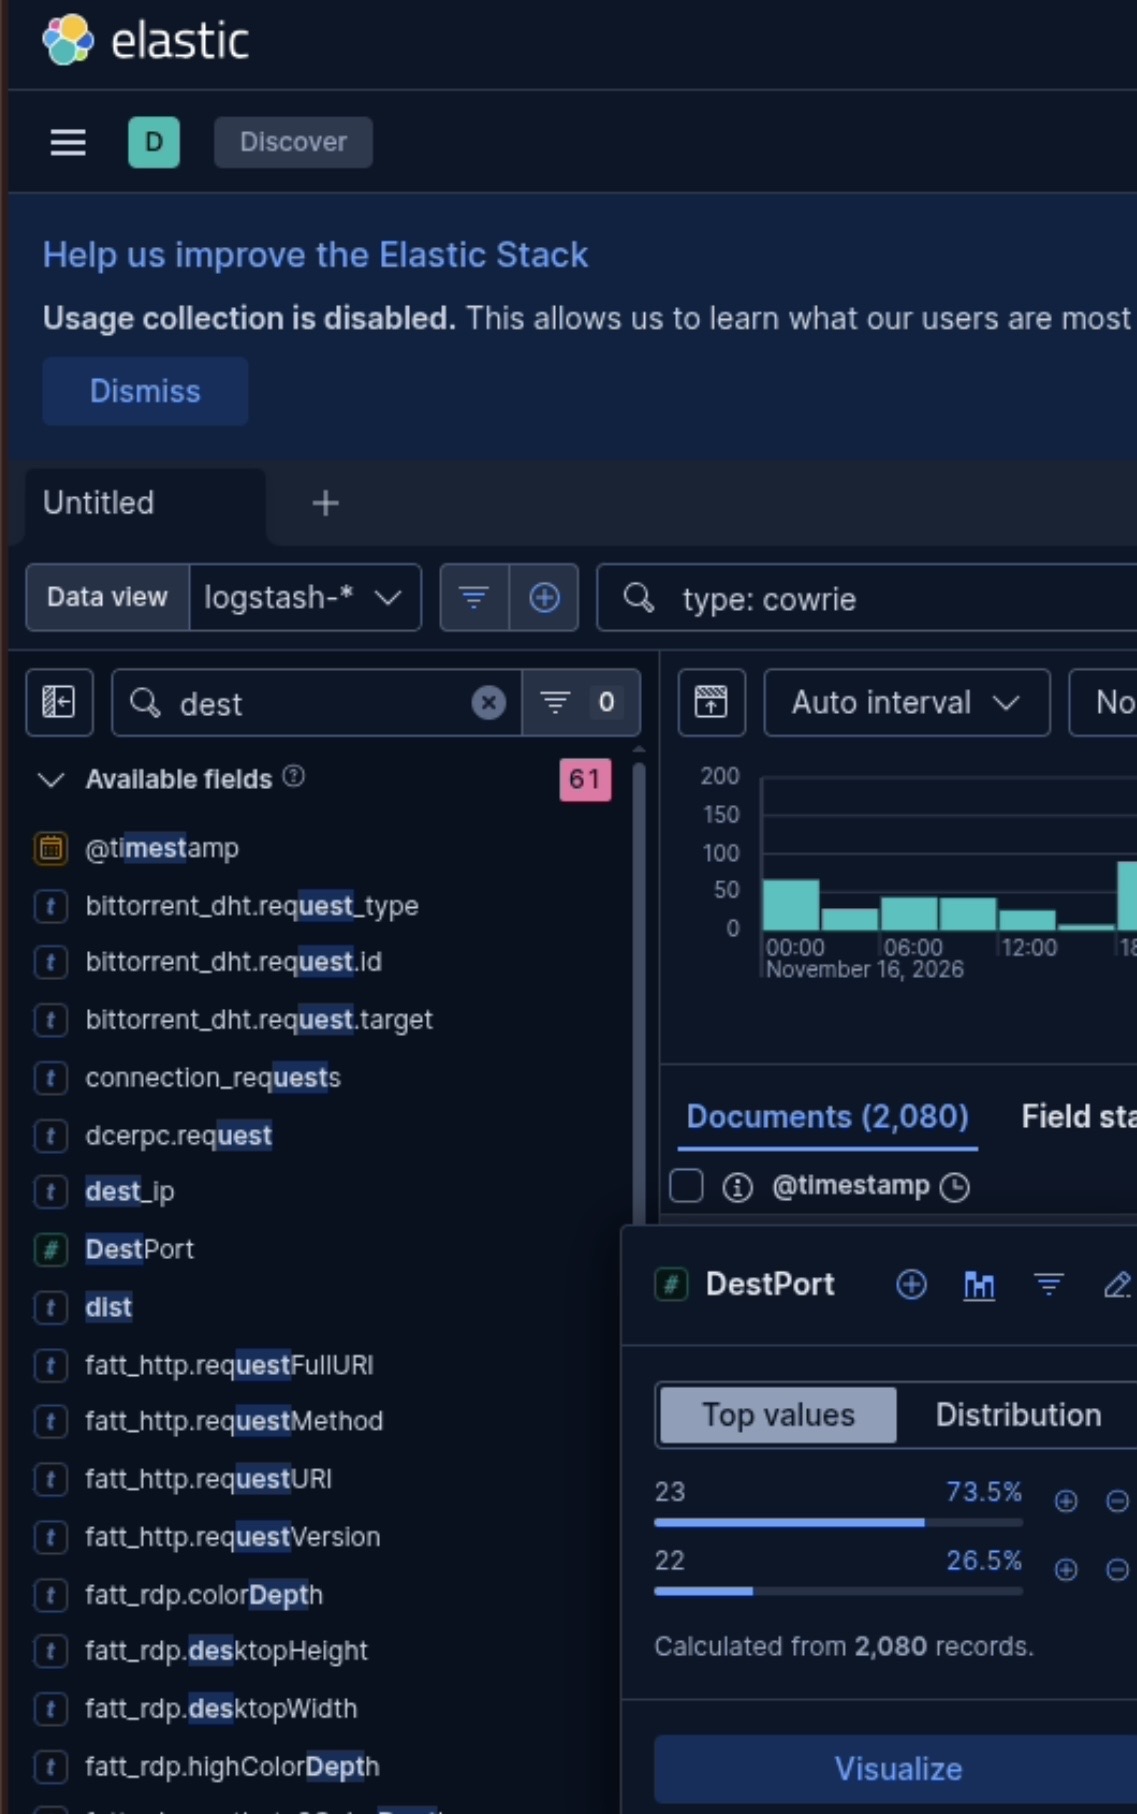 elastic
D Discover
Help us improve the Elastic Stack
Usage collection is disabled. This allows us to learn what our users are most
Dismiss
Untitled
Data view logstash-* type: cowrie
dest 0
Available fields 61
@timestamp
bittorrent_dht.request_type
bittorrent_dht.request.id
bittorrent_dht.request.target
connection_requests
dcerpc.request
dest_ip
DestPort
dist
fatt_http.requestFullURI
fatt_http.requestMethod
fatt_http.requestURI
fatt_http.requestVersion
fatt_rdp.colorDepth
fatt_rdp.desktopHeight
fatt_rdp.desktopWidth
fatt_rdp.highColorDepth
Auto interval No
200
150
100
50
0
00:00 06:00 12:00 18
November 16, 2026
Documents (2,080) Field sta
@timestamp
DestPort
Top values Distribution
23 73.5%
22 26.5%
Calculated from 2,080 records.
Visualize